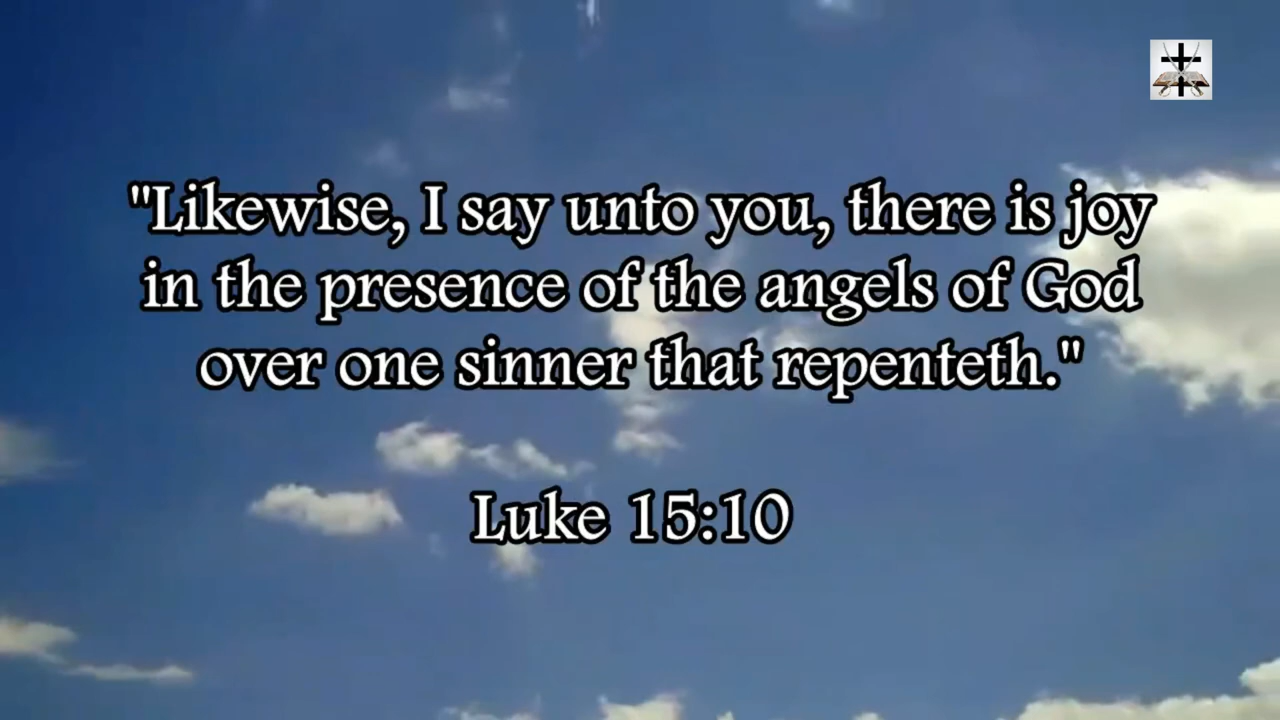 "Likewise, I say unto you, there is joy
in the presence of the angels of God
over one sinner that repenteth."
Luke 15:10